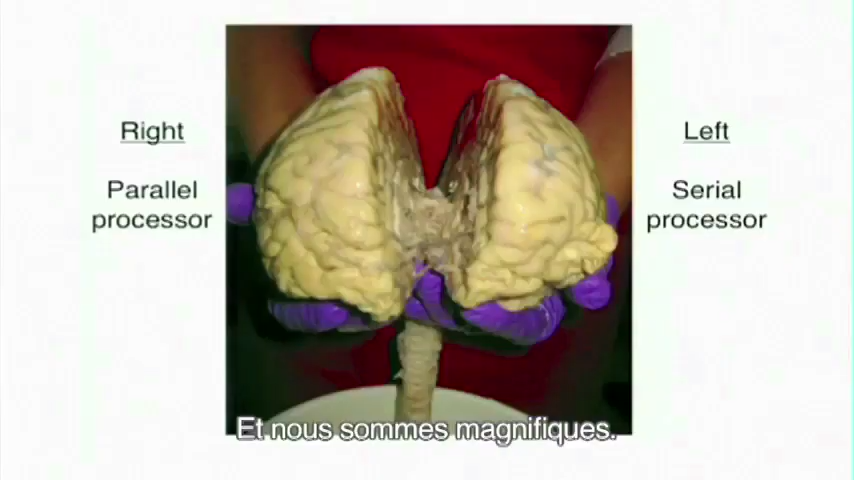 Right
Parallel
processor
Left
Serial
processor
Et nous sommes magnifiques.